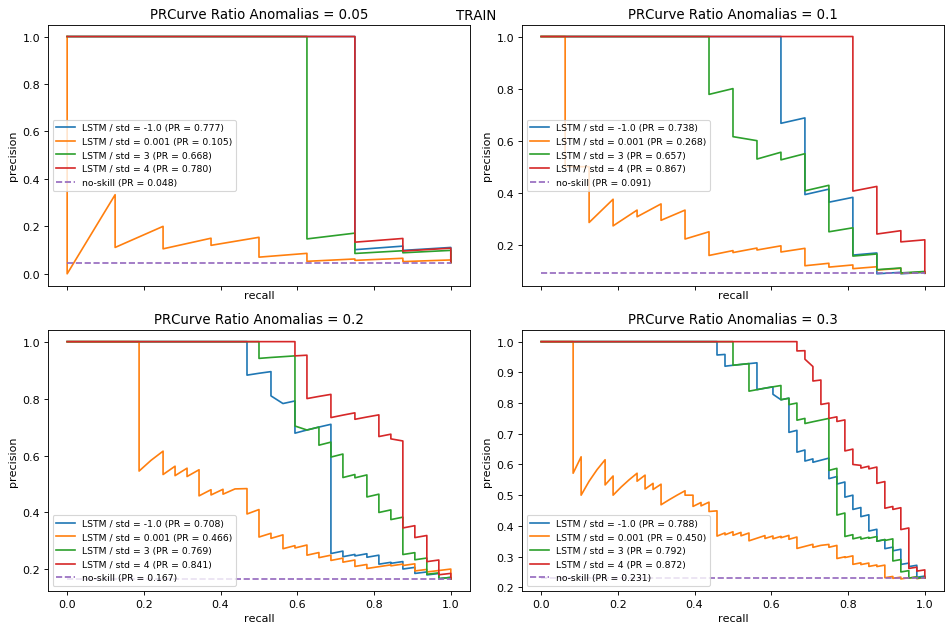 TRAIN
PRCurve Ratio Anomalias = 0.05
1.0
0.8
0.6
0.4
0.2
0.0
precision
LSTM / std = -1.0 (PR = 0.777)
LSTM / std = 0.001 (PR = 0.105)
LSTM / std = 3 (PR = 0.668)
LSTM / std = 4 (PR = 0.780)
no-skill (PR = 0.048)
recall
PRCurve Ratio Anomalias = 0.1
1.0
0.8
0.6
0.4
0.2
precision
LSTM / std = -1.0 (PR = 0.738)
LSTM / std = 0.001 (PR = 0.268)
LSTM / std = 3 (PR = 0.657)
LSTM / std = 4 (PR = 0.867)
no-skill (PR = 0.091)
recall
PRCurve Ratio Anomalias = 0.2
1.0
0.8
0.6
0.4
0.2
precision
LSTM / std = -1.0 (PR = 0.708)
LSTM / std = 0.001 (PR = 0.466)
LSTM / std = 3 (PR = 0.769)
LSTM / std = 4 (PR = 0.841)
no-skill (PR = 0.167)
0.0 0.2 0.4 0.6 0.8 1.0
recall
PRCurve Ratio Anomalias = 0.3
1.0
0.9
0.8
0.7
0.6
0.5
0.4
0.3
0.2
precision
LSTM / std = -1.0 (PR = 0.788)
LSTM / std = 0.001 (PR = 0.450)
LSTM / std = 3 (PR = 0.792)
LSTM / std = 4 (PR = 0.872)
no-skill (PR = 0.231)
0.0 0.2 0.4 0.6 0.8 1.0
recall